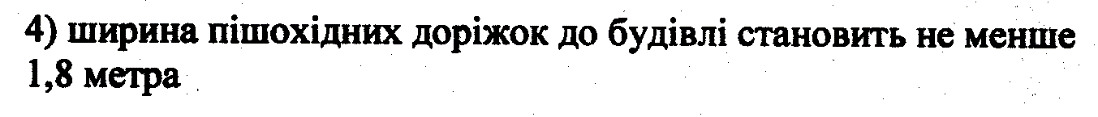 4) ширина пішохідних доріжок до будівлі становить не менше
1,8 метра